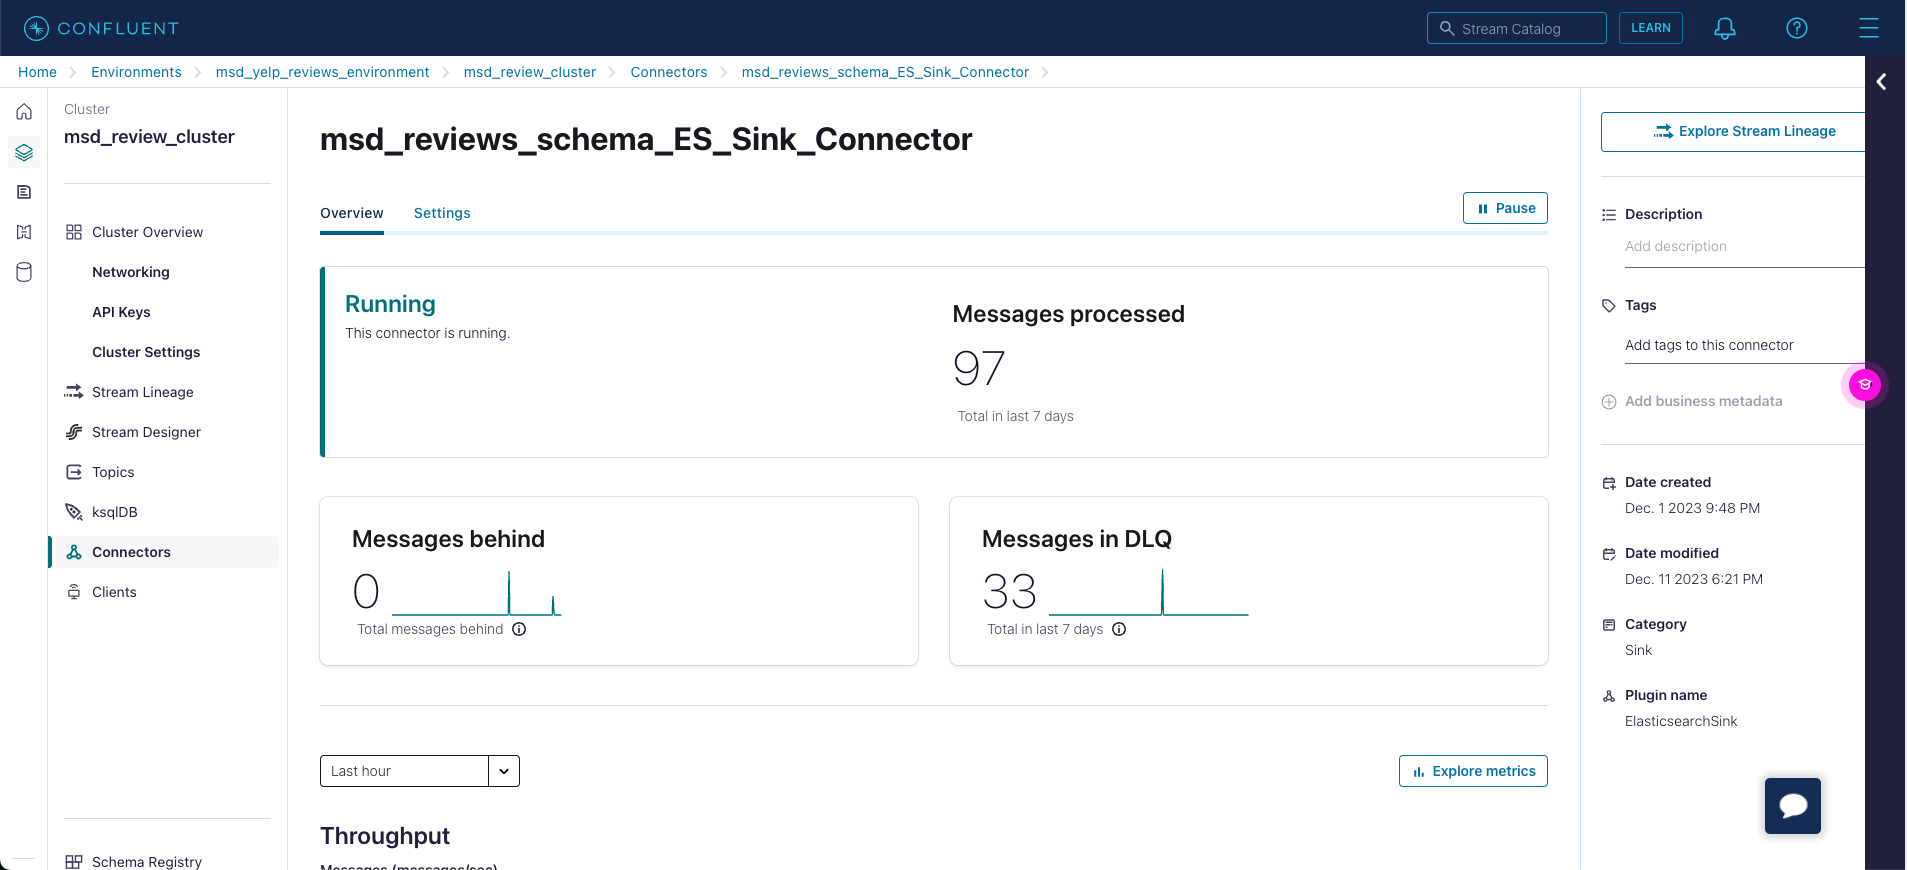 CONFLUENT
Stream Catalog
LEARN
Home
Environments
msd_yelp_reviews_environment
msd_review_cluster
Connectors
msd_reviews_schema_ES_Sink_Connector
Cluster
msd_review_cluster
Cluster Overview
Networking
API Keys
Cluster Settings
Stream Lineage
Stream Designer
Topics
ksqlDB
Connectors
Clients
Schema Registry
msd_reviews_schema_ES_Sink_Connector
Overview
Settings
Pause
Running
This connector is running.
Messages processed
97
Total in last 7 days
Messages behind
0
Total messages behind
Messages in DLQ
33
Total in last 7 days
Last hour
Explore metrics
Throughput
Messages (messages/sec)
Explore Stream Lineage
Description
Add description
Tags
Add tags to this connector
Add business metadata
Date created
Dec. 1 2023 9:48 PM
Date modified
Dec. 11 2023 6:21 PM
Category
Sink
Plugin name
ElasticsearchSink